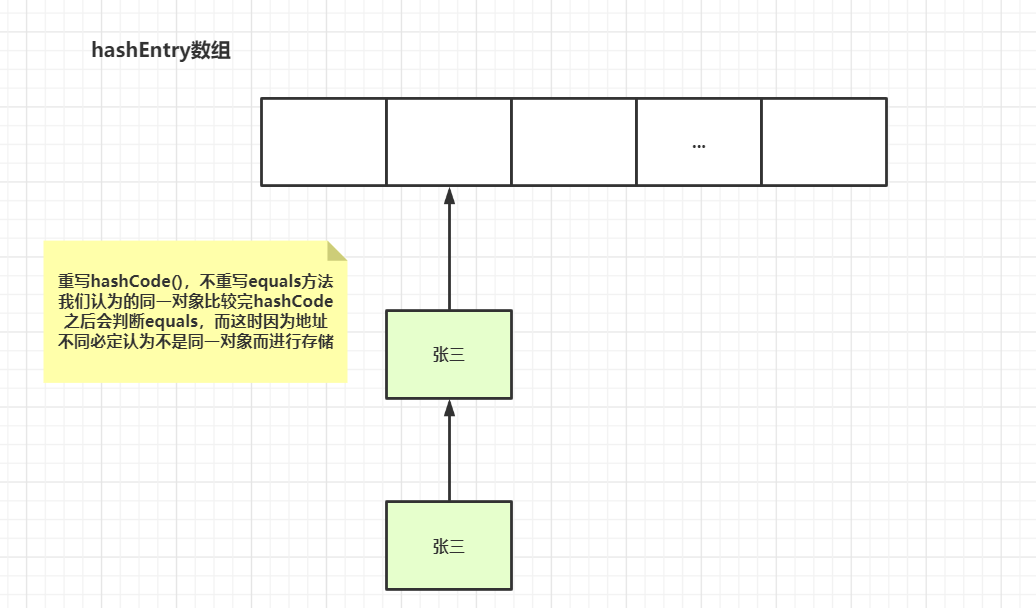 hashEntry数组
...
重写hashCode()，不重写equals方法
我们认为的同一对象比较完hashCode
之后会判断equals，而这时因为地址
不同必定认为不是同一对象而进行存储
张三
张三